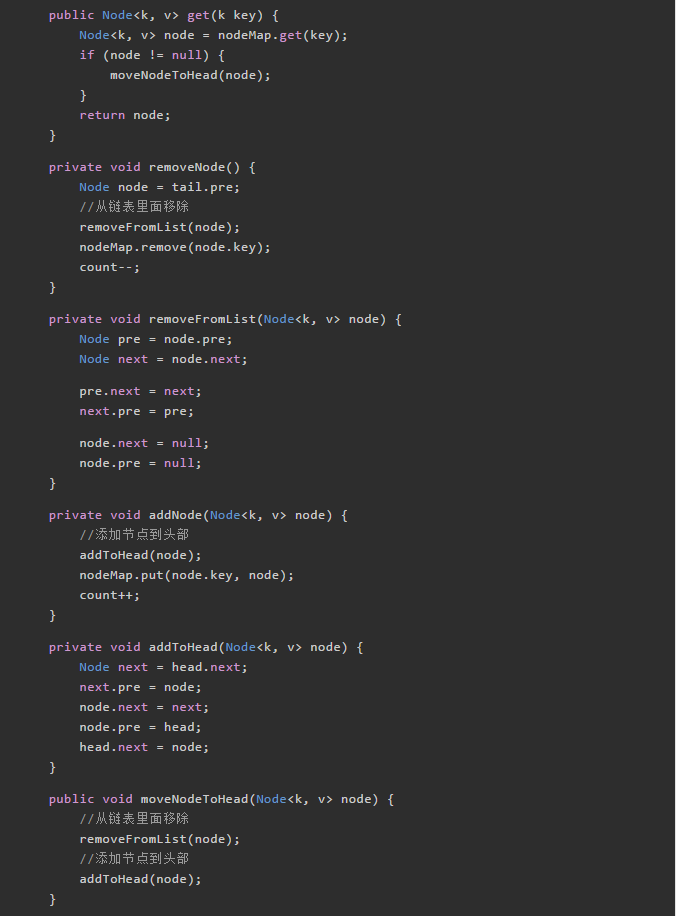 public Node<k, v> get(k key) {
Node<k, v> node = nodeMap.get(key);
if (node != null) {
moveNodeToHead(node);
}
return node;
}
private void removeNode() {
Node node = tail.pre;
//从链表里面移除
removeFromList(node);
nodeMap.remove(node.key);
count--;
}
private void removeFromList(Node<k, v> node) {
Node pre = node.pre;
Node next = node.next;
pre.next = next;
next.pre = pre;
node.next = null;
node.pre = null;
}
private void addNode(Node<k, v> node) {
//添加节点到头部
addToHead(node);
nodeMap.put(node.key, node);
count++;
}
private void addToHead(Node<k, v> node) {
Node next = head.next;
next.pre = node;
node.next = next;
node.pre = head;
head.next = node;
}
public void moveNodeToHead(Node<k, v> node) {
//从链表里面移除
removeFromList(node);
//添加节点到头部
addToHead(node);
}